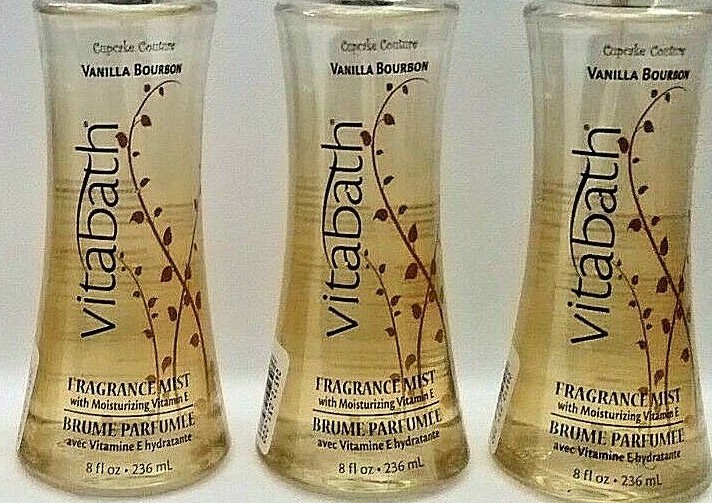 Cupcake Couture
VANILLA BOURBON
vitabath
FRAGRANCE MIST
with Moisturizing Vitamin E
BRUME PARFUMÉE
avec Vitamine E hydratante
8 fl oz • 236 mL
Cupcake Couture
VANILLA BOURBON
vitabath
FRAGRANCE MIST
with Moisturizing Vitamin E
BRUME PARFUMÉE
avec Vitamine E hydratante
8 fl oz • 236 mL
Cupcake Couture
VANILLA BOURBON
vitabath
FRAGRANCE MIST
with Moisturizing Vitamin E
BRUME PARFUMÉE
avec Vitamine E hydratante
8 fl oz • 236 mL